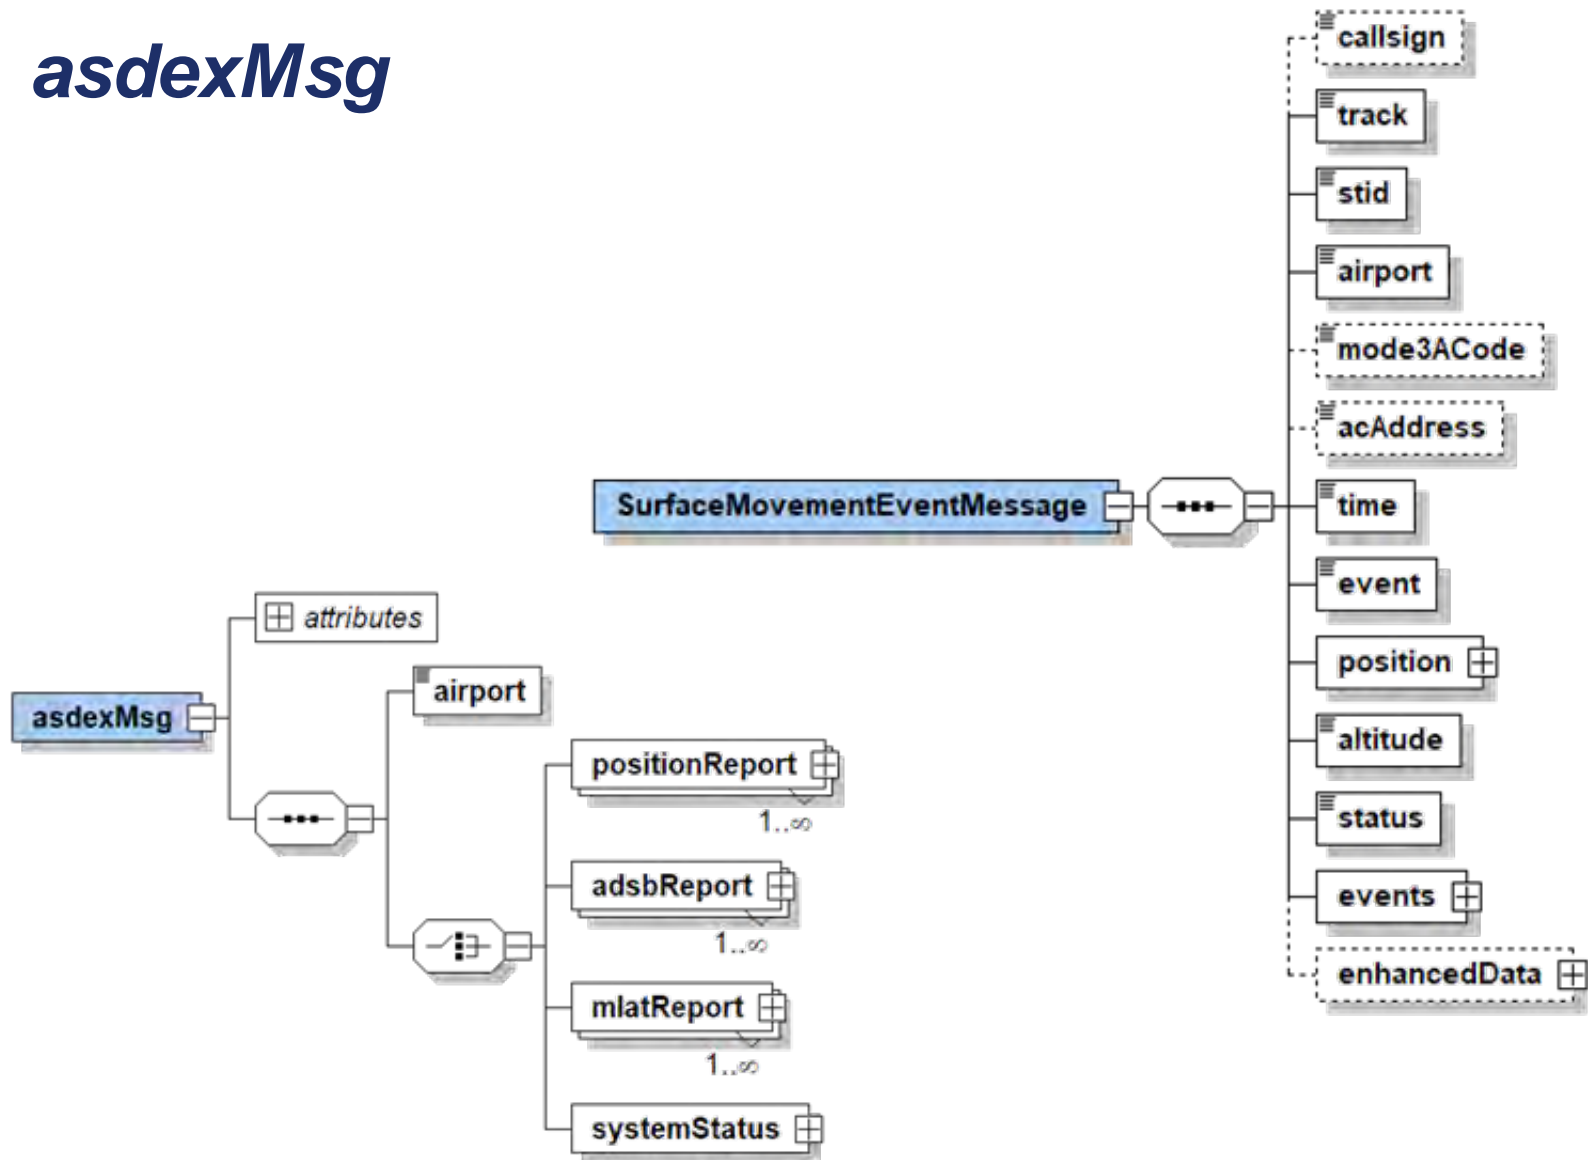 asdexMsg
callsign
track
stid
airport
mode3ACode
acAddress
SurfaceMovementEventMessage
time
event
position
altitude
status
events
enhancedData
attributes
asdexMsg
airport
positionReport
1..∞
adsbReport
1..∞
mlatReport
1..∞
systemStatus